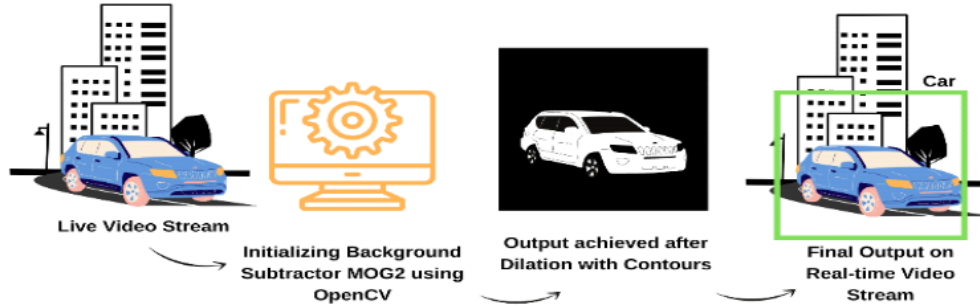 Car
Live Video Stream
Initializing Background
Subtractor MOG2 using
OpenCV
Output achieved after
Dilation with Contours
Final Output on
Real-time Video
Stream